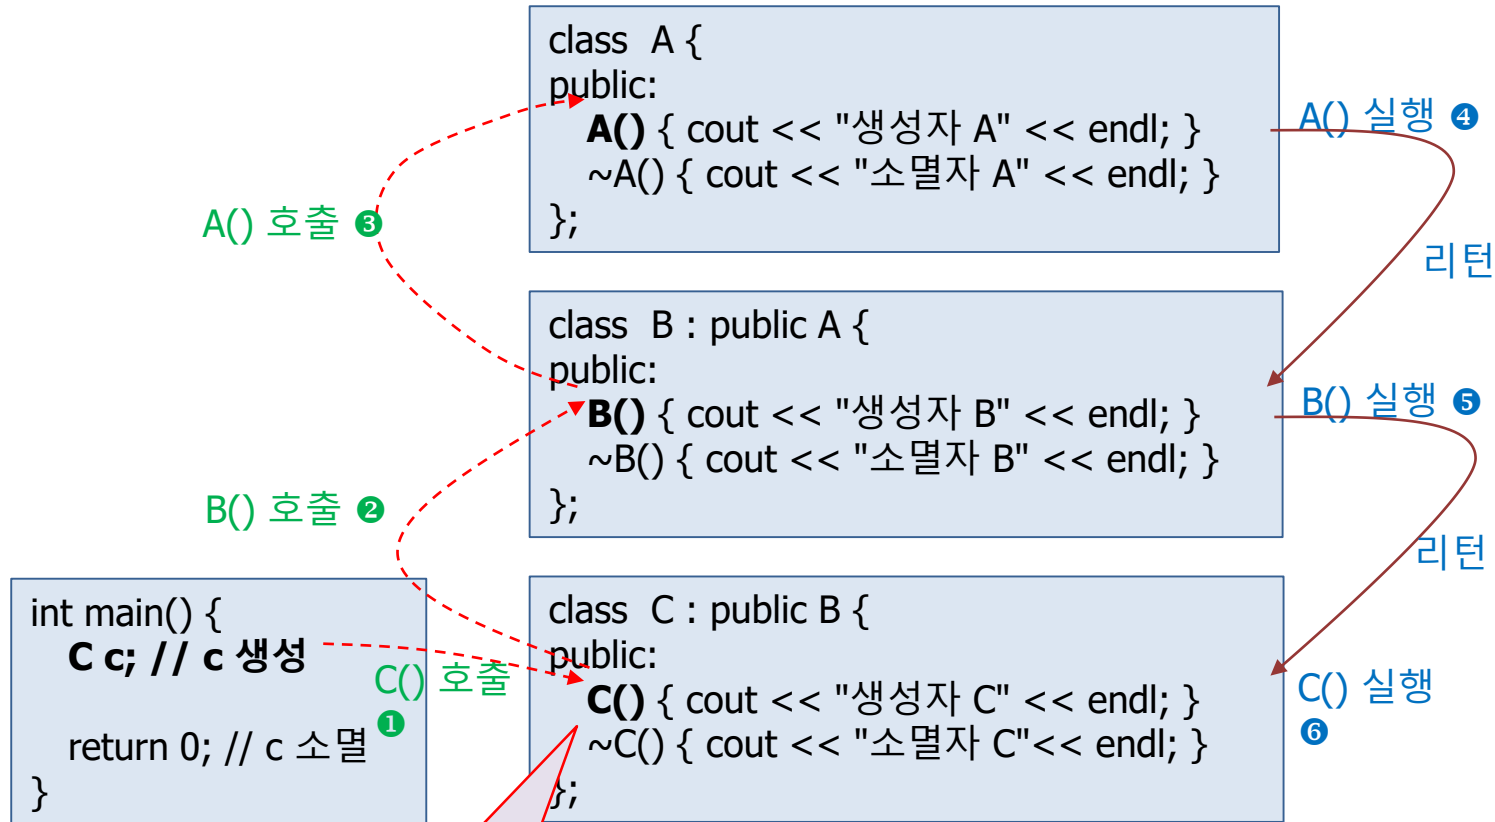 class A {
public:
A() { cout << "생성자 A" << endl; }
~A() { cout << "소멸자 A" << endl; }
};
A() 실행 ❹
A() 호출 ❸
리턴
class B : public A {
public:
B() { cout << "생성자 B" << endl; }
~B() { cout << "소멸자 B" << endl; }
};
B() 실행 ❺
B() 호출 ❷
리턴
int main() {
C c; // c 생성
return 0; // c 소멸
}
C() 호출
❶
class C : public B {
public:
C() { cout << "생성자 C" << endl; }
~C() { cout << "소멸자 C"<< endl; }
};
C() 실행
❻